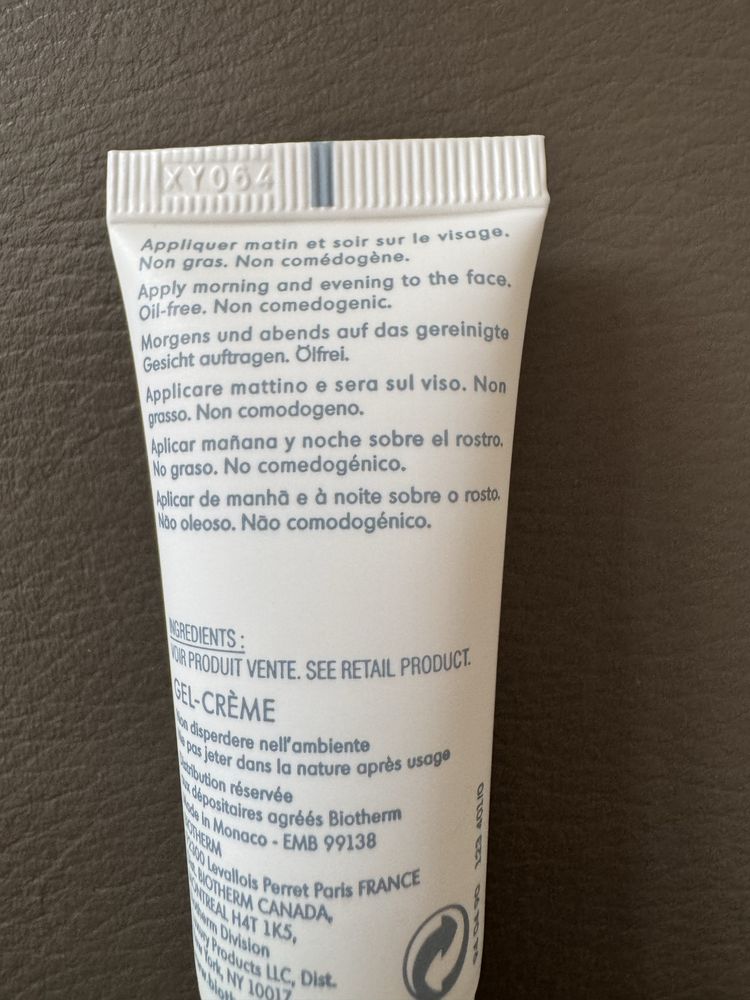 XY064
Appliquer matin et soir sur le visage.
Non gras. Non comédogène.
Apply morning and evening to the face.
Oil-free. Non comedogenic.
Morgens und abends auf das gereinigte
Gesicht auftragen. Ölfrei.
Applicare mattino e sera sul viso. Non
grasso. Non comodogeno.
Aplicar mañana y noche sobre el rostro.
No graso. No comedogénico.
Aplicar de manhã e à noite sobre o rosto.
Não oleoso. Não comodogénico.
INGREDIENTS :
VOIR PRODUIT VENTE. SEE RETAIL PRODUCT.
GEL-CRÈME
Non disperdere nell'ambiente
Ne pas jeter dans la nature après usage
Distribution réservée
aux dépositaires agréés Biotherm
Made in Monaco - EMB 99138
BIOTHERM
Levallois Perret Paris FRANCE
BIOTHERM CANADA,
MONTREAL H4T 1K5,
Division
Products LLC, Dist.
York, NY 10017